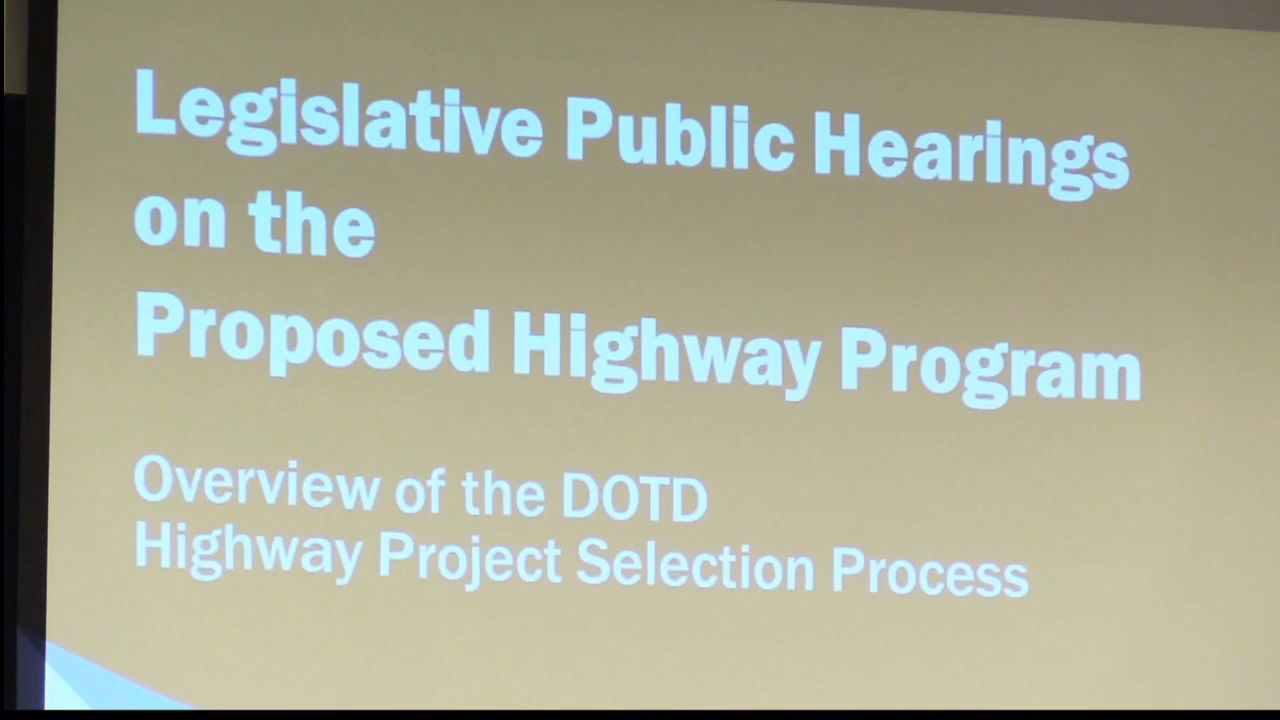 Legislative Public Hearings
on the
Proposed Highway Program
Overview of the DOTD
Highway Project Selection Process